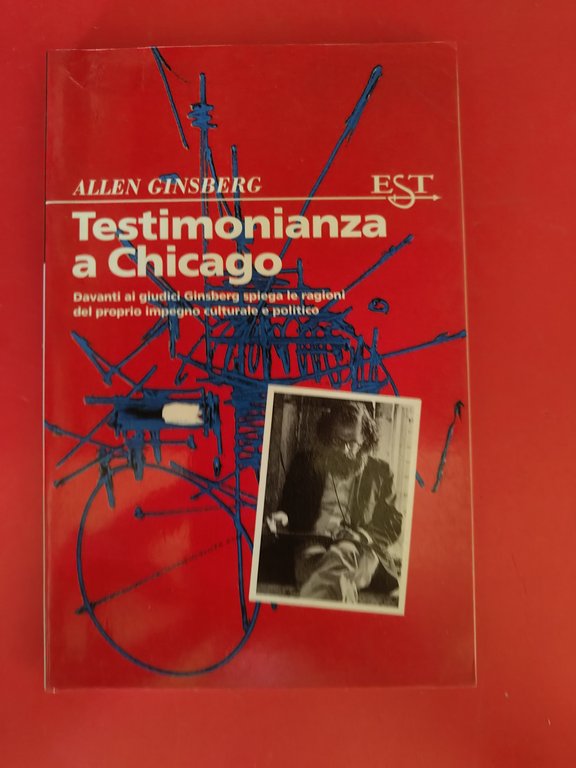 ALLEN GINSBERG
EST
Testimonianza
a Chicago
Davanti ai giudici Ginsberg spiega le ragioni
del proprio impegno culturale e politico